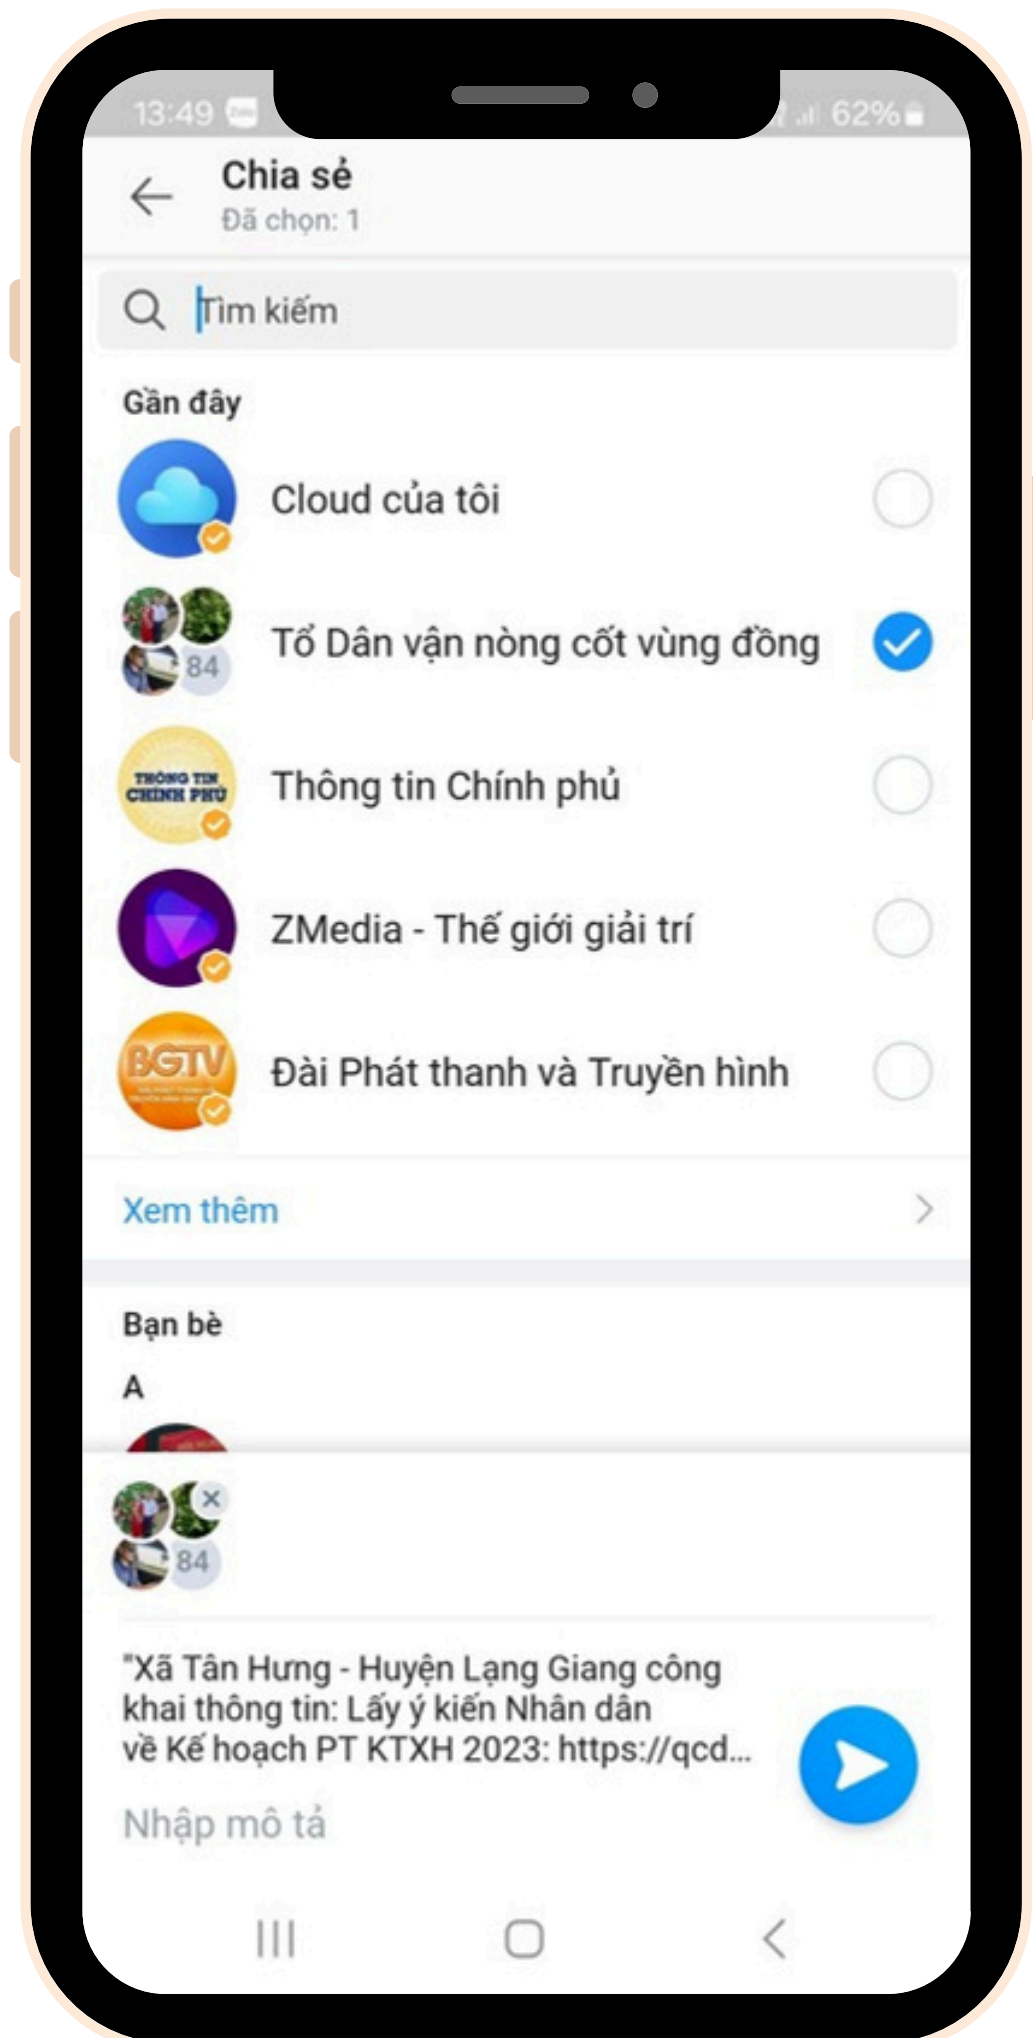 13:49
62%
Chia sẻ
Đã chọn: 1
Tìm kiếm
Gần đây
Cloud của tôi
84
Tổ Dân vận nòng cốt vùng đồng
THÔNG TIN
CHÍNH PHỦ
Thông tin Chính phủ
ZMedia - Thế giới giải trí
BGTV
Đài Phát thanh và Truyền hình
Xem thêm
Bạn bè
A
84
"Xã Tân Hưng - Huyện Lạng Giang công
khai thông tin: Lấy ý kiến Nhân dân
về Kế hoạch PT KTXH 2023: https://qcd...
Nhập mô tả